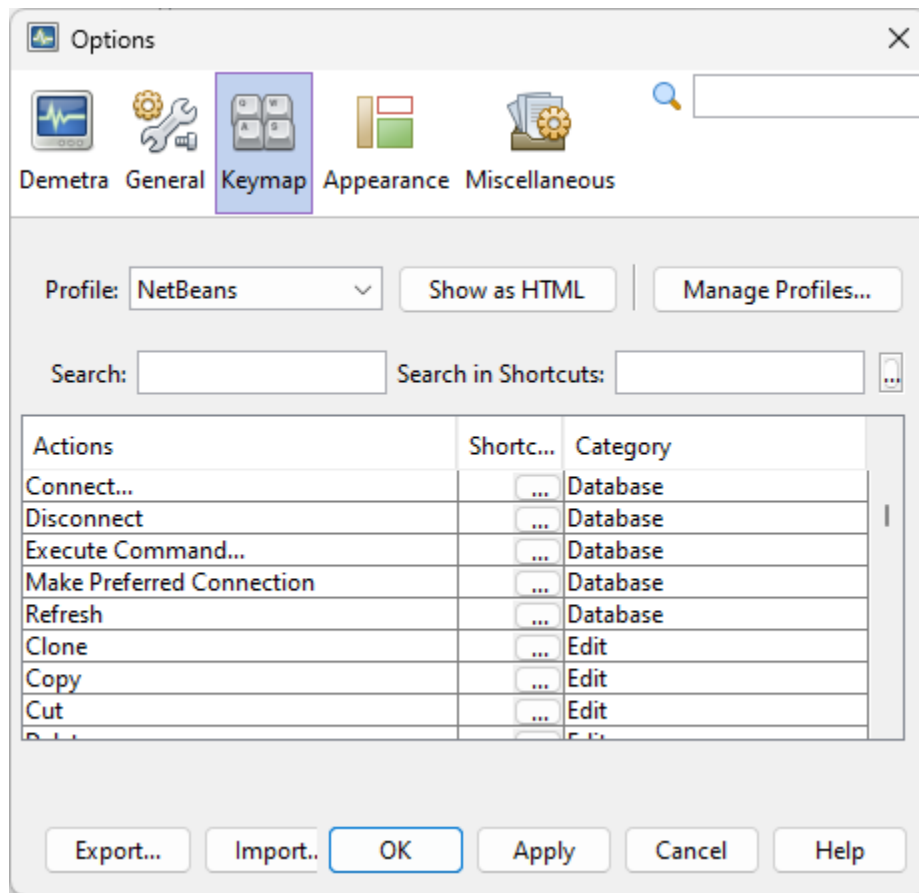 Options
Demetra General Keymap Appearance Miscellaneous
Profile: NetBeans Show as HTML Manage Profiles...
Search: Search in Shortcuts: ...
Actions Shortc... Category
Connect... ... Database
Disconnect ... Database
Execute Command... ... Database
Make Preferred Connection ... Database
Refresh ... Database
Clone ... Edit
Copy ... Edit
Cut ... Edit
Export... Import.. OK Apply Cancel Help